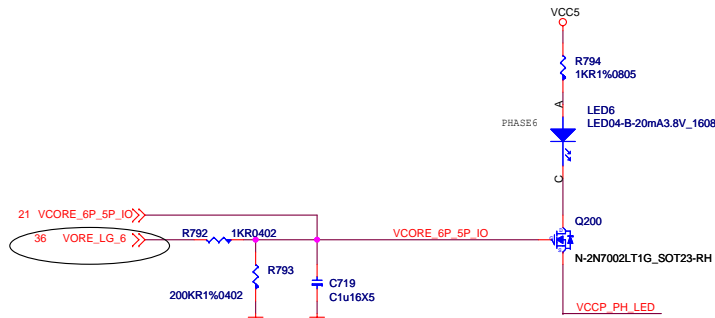 VCC5
R794
1KR1%0805
A
LED6
LED04-B-20mA3.8V_1608
PHASE6
C
21 VCORE_6P_5P_IO
36 VORE_LG_6
R792
1KR0402
VCORE_6P_5P_IO
Q200
N-2N7002LT1G_SOT23-RH
R793
200KR1%0402
C719
C1u16X5
VCCP_PH_LED